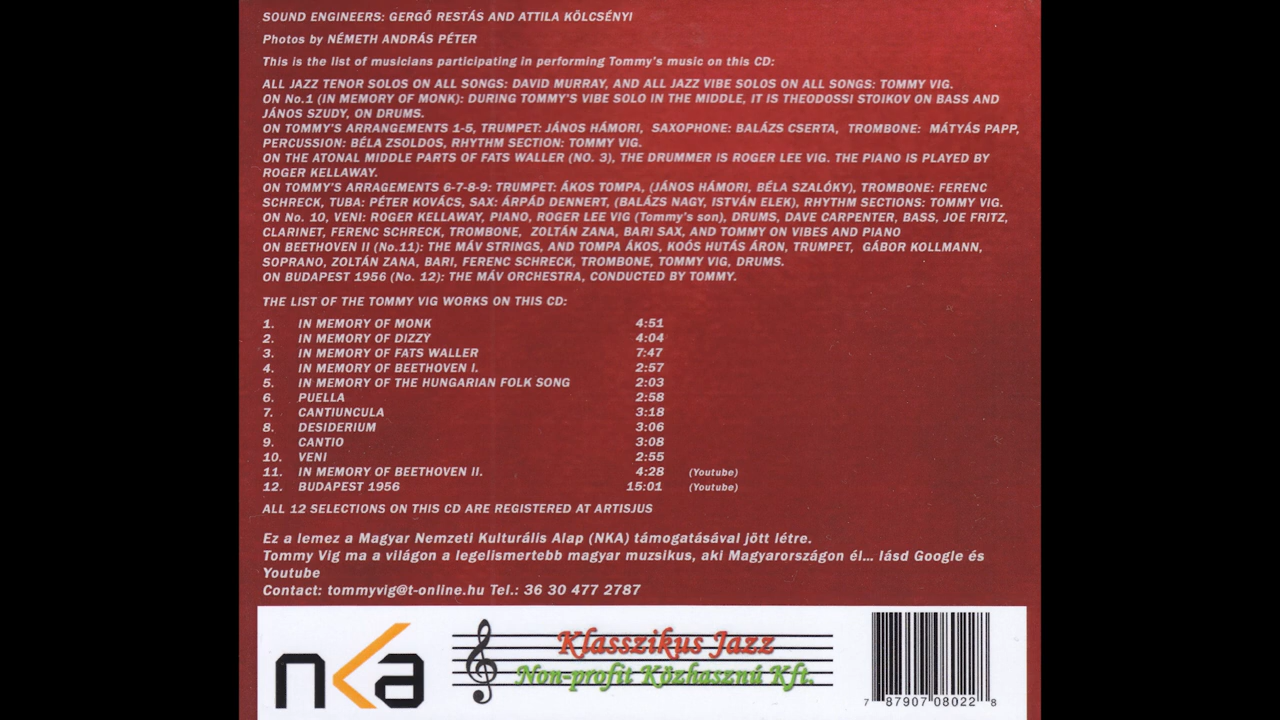 SOUND ENGINEERS: GERGŐ RESTÁS AND ATTILA KÖLCSÉNYI
Photos by NÉMETH ANDRÁS PÉTER
This is the list of musicians participating in performing Tommy's music on this CD:
ALL JAZZ TENOR SOLOS ON ALL SONGS: DAVID MURRAY, AND ALL JAZZ VIBE SOLOS ON ALL SONGS: TOMMY VIG.
ON No.1 (IN MEMORY OF MONK): DURING TOMMY'S VIBE SOLO IN THE MIDDLE, IT IS THEODOSSI STOIKOV ON BASS AND
JÁNOS SZUDY, ON DRUMS.
ON TOMMY'S ARRANGEMENTS 1-5, TRUMPET: JÁNOS HÁMORI, SAXOPHONE: BALÁZS CSERTA, TROMBONE: MÁTYÁS PAPP,
PERCUSSION: BÉLA ZSOLDOS, RHYTHM SECTION: TOMMY VIG.
ON THE ATONAL MIDDLE PARTS OF FATS WALLER (NO. 3), THE DRUMMER IS ROGER LEE VIG. THE PIANO IS PLAYED BY
ROGER KELLAWAY.
ON TOMMY'S ARRAGEMENTS 6-7-8-9: TRUMPET: ÁKOS TOMPA, (JÁNOS HÁMORI, BÉLA SZALÓKY), TROMBONE: FERENC
SCHRECK, TUBA: PÉTER KOVÁCS, SAX: ÁRPÁD DENNERT, (BALÁZS NAGY, ISTVÁN ELEK), RHYTHM SECTIONS: TOMMY VIG.
ON No. 10, VENI: ROGER KELLAWAY, PIANO, ROGER LEE VIG (Tommy's son), DRUMS, DAVE CARPENTER, BASS, JOE FRITZ,
CLARINET, FERENC SCHRECK, TROMBONE, ZOLTÁN ZANA, BARI SAX, AND TOMMY ON VIBES AND PIANO
ON BEETHOVEN II (No.11): THE MÁV STRINGS, AND TOMPA ÁKOS, KOÓS HUTÁS ÁRON, TRUMPET, GÁBOR KOLLMANN,
SOPRANO, ZOLTÁN ZANA, BARI, FERENC SCHRECK, TROMBONE, TOMMY VIG, DRUMS.
ON BUDAPEST 1956 (No. 12): THE MÁV ORCHESTRA, CONDUCTED BY TOMMY.
THE LIST OF THE TOMMY VIG WORKS ON THIS CD:
1. IN MEMORY OF MONK 4:51
2. IN MEMORY OF DIZZY 4:04
3. IN MEMORY OF FATS WALLER 7:47
4. IN MEMORY OF BEETHOVEN I. 2:57
5. IN MEMORY OF THE HUNGARIAN FOLK SONG 2:03
6. PUELLA 2:58
7. CANTIUNCULA 3:18
8. DESIDERIUM 3:06
9. CANTIO 3:08
10. VENI 2:55
11. IN MEMORY OF BEETHOVEN II. 4:28 (Youtube)
12. BUDAPEST 1956 15:01 (Youtube)
ALL 12 SELECTIONS ON THIS CD ARE REGISTERED AT ARTISJUS
Ez a lemez a Magyar Nemzeti Kulturális Alap (NKA) támogatásával jött létre.
Tommy Vig ma a világon a legelismertebb magyar muzsikus, aki Magyarországon él... lásd Google és
Youtube
Contact: tommyvig@t-online.hu Tel.: 36 30 477 2787
nka
Klasszikus Jazz
Non-profit Közhasznú Kft.
7 87907 08022 8